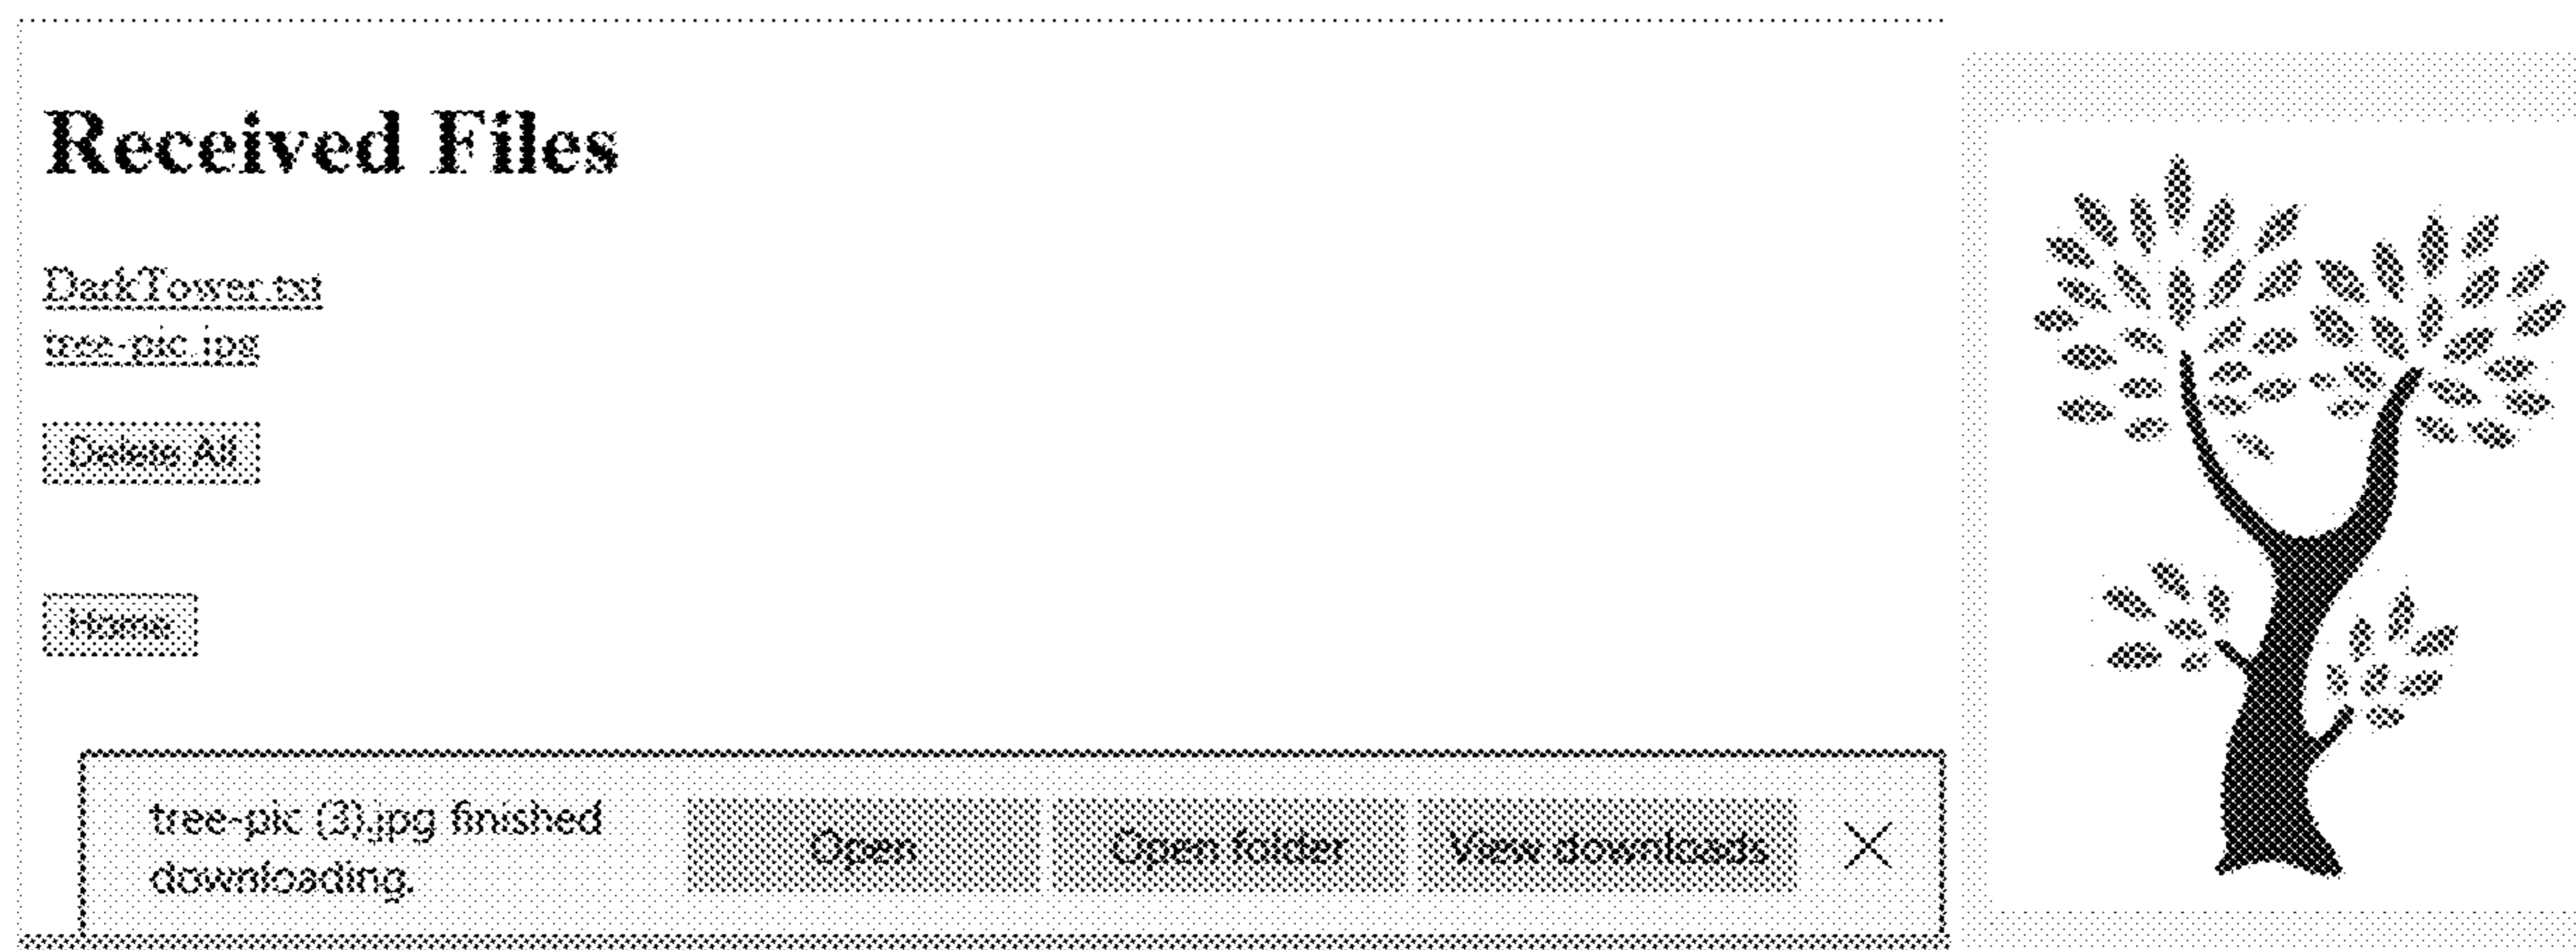 Received Files
DarkTower.txt
tree-pic.jpg
Delete All
Home
tree-pic (3).jpg finished
downloading.
Open
Open folder
View downloads